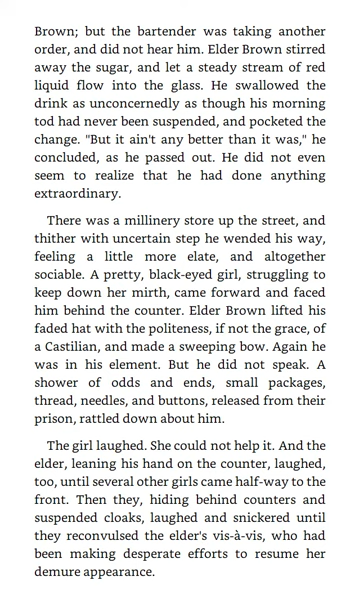 Brown; but the bartender was taking another
order, and did not hear him. Elder Brown stirred
away the sugar, and let a steady stream of red
liquid flow into the glass. He swallowed the
drink as unconcernedly as though his morning
tod had never been suspended, and pocketed the
change. "But it ain't any better than it was," he
concluded, as he passed out. He did not even
seem to realize that he had done anything
extraordinary.
There was a millinery store up the street, and
thither with uncertain step he wended his way,
feeling a little more elate, and altogether
sociable. A pretty, black-eyed girl, struggling to
keep down her mirth, came forward and faced
him behind the counter. Elder Brown lifted his
faded hat with the politeness, if not the grace, of
a Castilian, and made a sweeping bow. Again he
was in his element. But he did not speak. A
shower of odds and ends, small packages,
thread, needles, and buttons, released from their
prison, rattled down about him.
The girl laughed. She could not help it. And the
elder, leaning his hand on the counter, laughed,
too, until several other girls came half-way to the
front. Then they, hiding behind counters and
suspended cloaks, laughed and snickered until
they reconvulsed the elder's vis-à-vis, who had
been making desperate efforts to resume her
demure appearance.